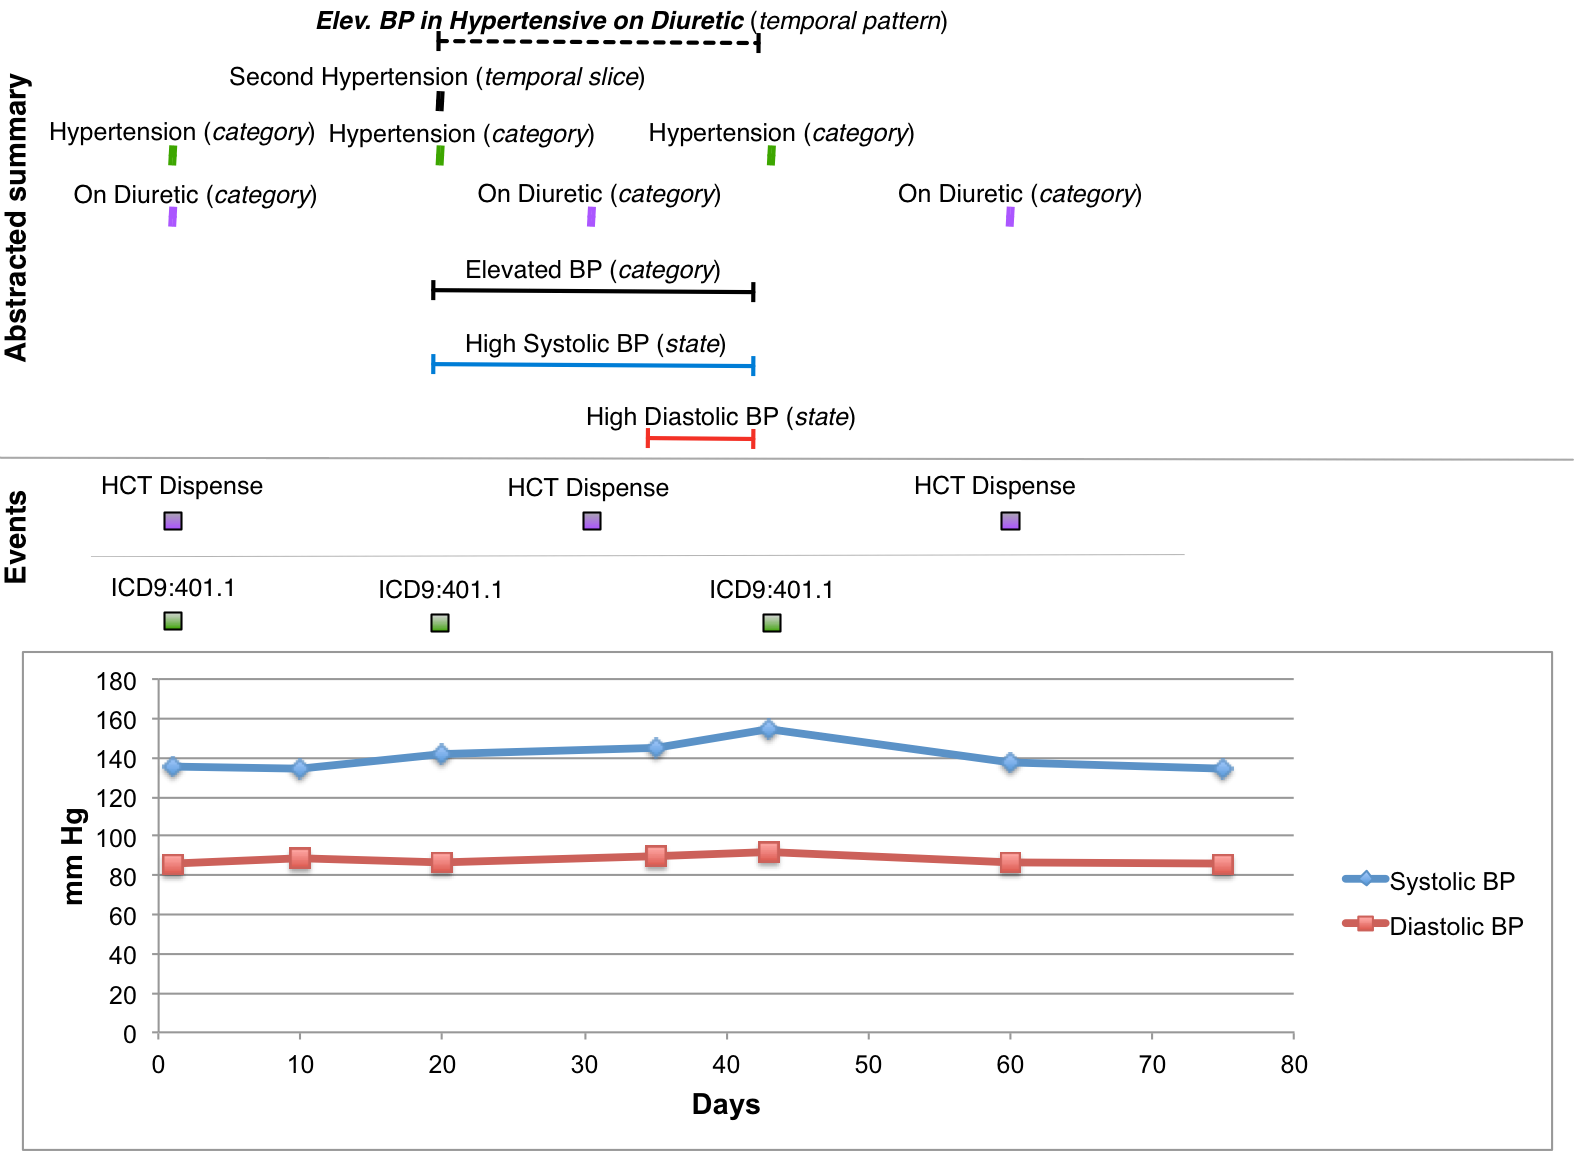 Elev. BP in Hypertensive on Diuretic (temporal pattern)
Second Hypertension (temporal slice)
Hypertension (category) Hypertension (category) Hypertension (category)
On Diuretic (category) On Diuretic (category) On Diuretic (category)
Elevated BP (category)
High Systolic BP (state)
High Diastolic BP (state)
Abstracted summary
HCT Dispense HCT Dispense HCT Dispense
Events
ICD9:401.1 ICD9:401.1 ICD9:401.1
180
160
140
120
100
80
60
40
20
0
mm Hg
0 10 20 30 40 50 60 70 80
Days
Systolic BP
Diastolic BP